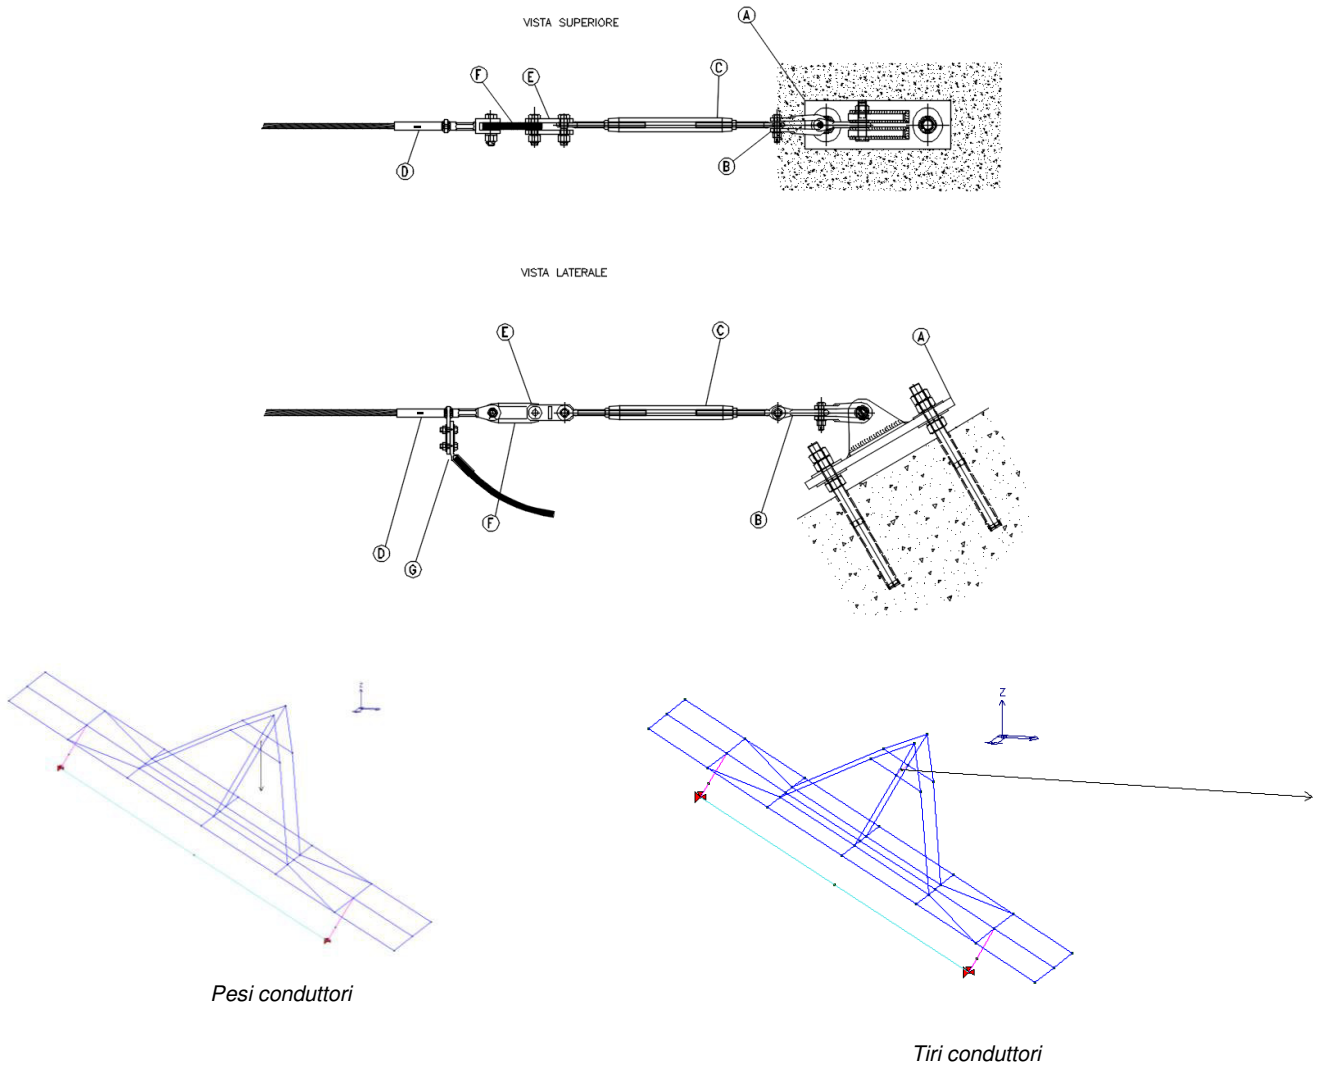 VISTA SUPERIORE
A
F
E
C
D
B
VISTA LATERALE
E
C
A
F
B
D
G
Z
Z
Pesi conduttori
Tiri conduttori